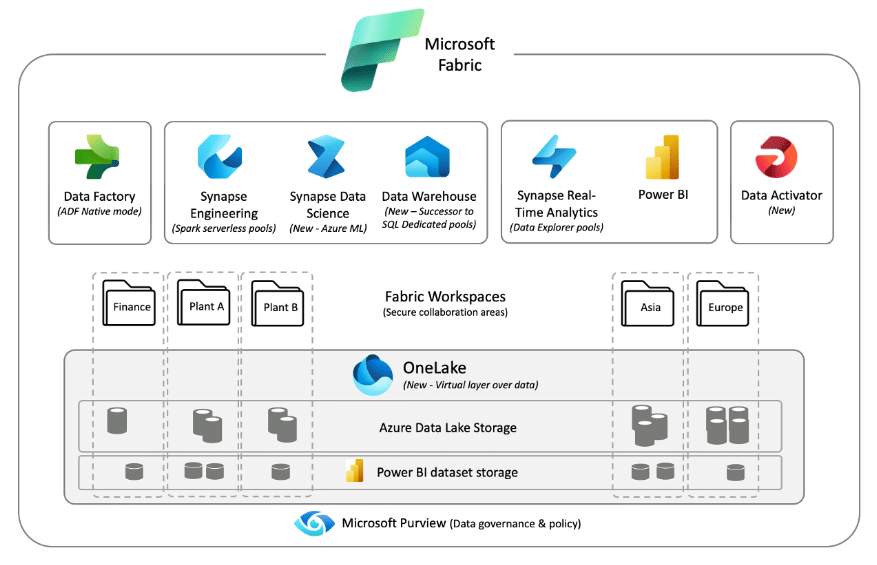 Microsoft
Fabric
Data Factory
(ADF Native mode)
Synapse
Engineering
(Spark serverless pools)
Synapse Data
Science
(New - Azure ML)
Data Warehouse
(New – Successor to
SQL Dedicated pools)
Synapse Real-
Time Analytics
(Data Explorer pools)
Power BI
Data Activator
(New)
Finance
Plant A
Plant B
Fabric Workspaces
(Secure collaboration areas)
Asia
Europe
OneLake
(New - Virtual layer over data)
Azure Data Lake Storage
Power BI dataset storage
Microsoft Purview (Data governance & policy)